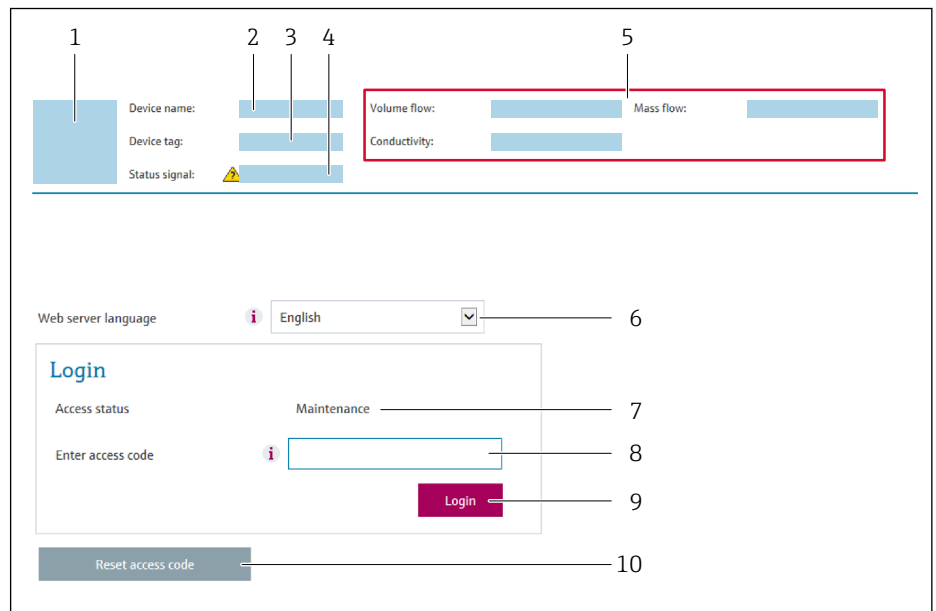 1 2 3 4 5
Device name: Volume flow: Mass flow:
Device tag: Conductivity:
Status signal: ?
Web server language i English 6
Login
Access status Maintenance 7
Enter access code i 8
Login 9
Reset access code 10